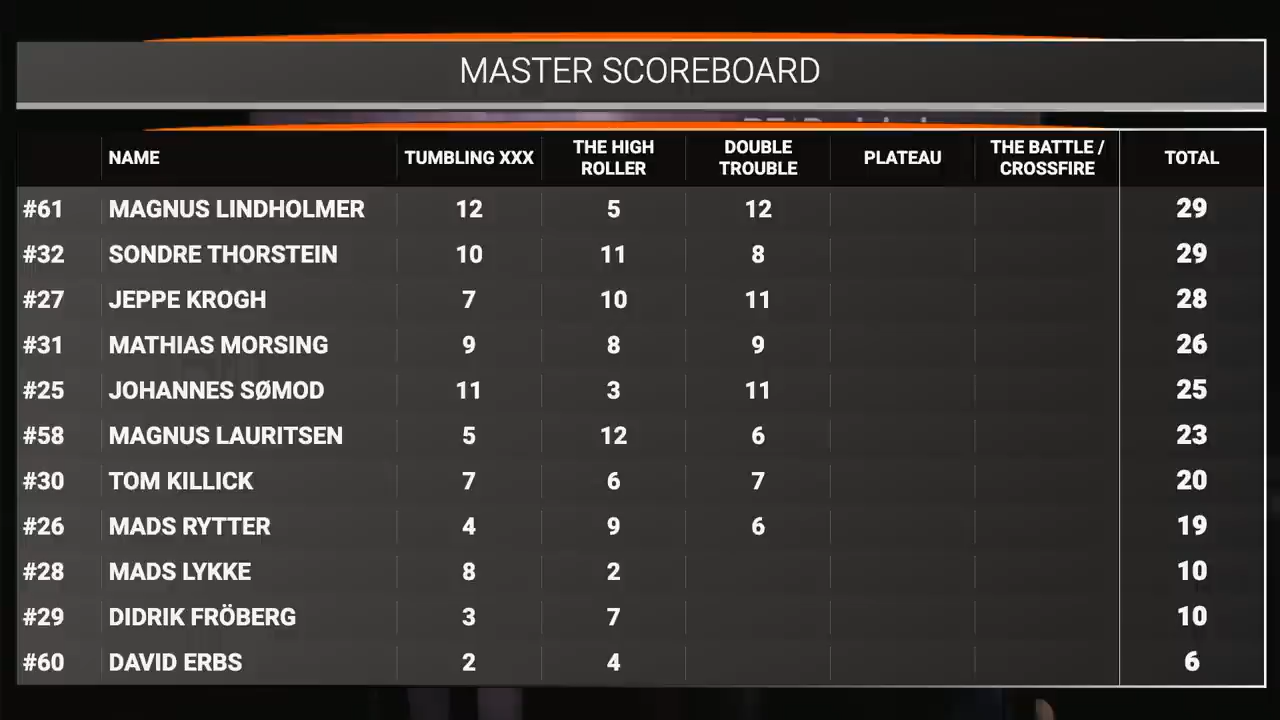 MASTER SCOREBOARD
NAME TUMBLING XXX THE HIGH ROLLER DOUBLE TROUBLE PLATEAU THE BATTLE / CROSSFIRE TOTAL
#61 MAGNUS LINDHOLMER 12 5 12 29
#32 SONDRE THORSTEIN 10 11 8 29
#27 JEPPE KROGH 7 10 11 28
#31 MATHIAS MORSING 9 8 9 26
#25 JOHANNES SØMOD 11 3 11 25
#58 MAGNUS LAURITSEN 5 12 6 23
#30 TOM KILLICK 7 6 7 20
#26 MADS RYTTER 4 9 6 19
#28 MADS LYKKE 8 2 10
#29 DIDRIK FRÖBERG 3 7 10
#60 DAVID ERBS 2 4 6